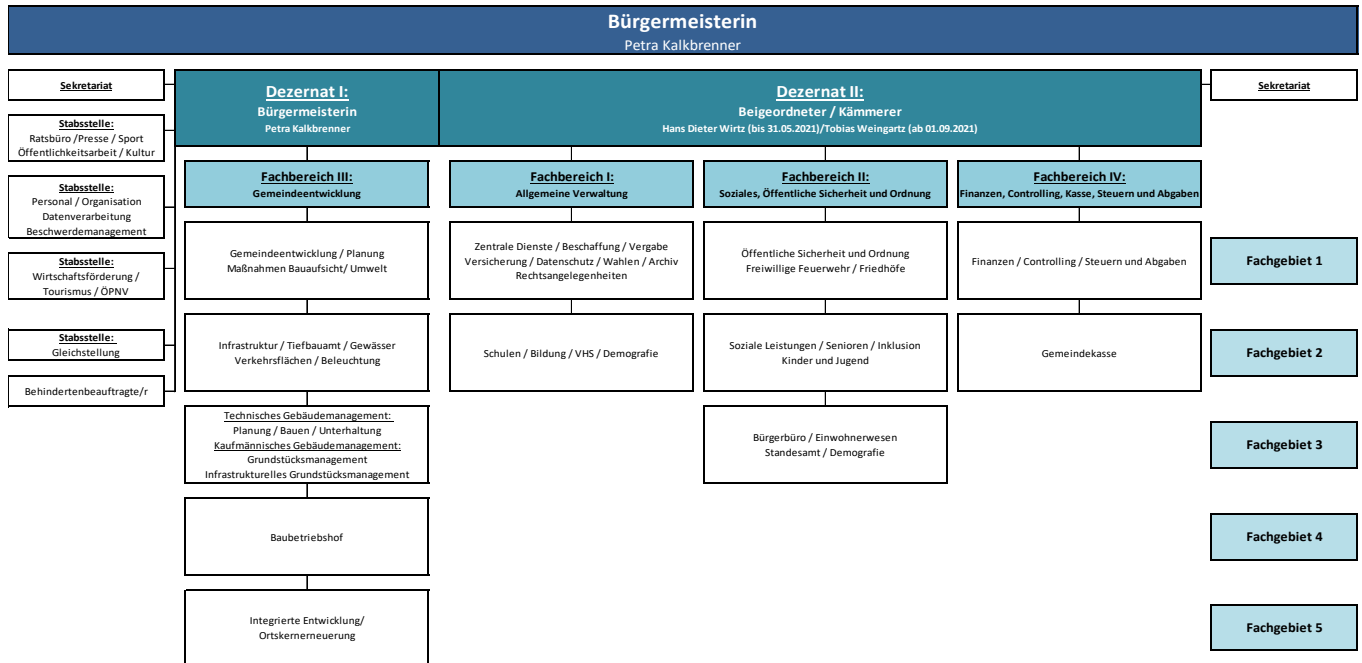 Bürgermeisterin
Petra Kalkbrenner
Sekretariat
Stabsstelle:
Ratsbüro /Presse / Sport
Öffentlichkeitsarbeit / Kultur
Stabsstelle:
Personal / Organisation
Datenverarbeitung
Beschwerdemanagement
Stabsstelle:
Wirtschaftsförderung /
Tourismus / ÖPNV
Stabsstelle:
Gleichstellung
Behindertenbeauftragte/r
Dezernat I:
Bürgermeisterin
Petra Kalkbrenner
Dezernat II:
Beigeordneter / Kämmerer
Hans Dieter Wirtz (bis 31.05.2021)/Tobias Weingartz (ab 01.09.2021)
Sekretariat
Fachbereich III:
Gemeindeentwicklung
Gemeindeentwicklung / Planung
Maßnahmen Bauaufsicht/ Umwelt
Infrastruktur / Tiefbauamt / Gewässer
Verkehrsflächen / Beleuchtung
Technisches Gebäudemanagement:
Planung / Bauen / Unterhaltung
Kaufmännisches Gebäudemanagement:
Grundstücksmanagement
Infrastrukturelles Grundstücksmanagement
Baubetriebshof
Integrierte Entwicklung/
Ortskernerneuerung
Fachbereich I:
Allgemeine Verwaltung
Zentrale Dienste / Beschaffung / Vergabe
Versicherung / Datenschutz / Wahlen / Archiv
Rechtsangelegenheiten
Schulen / Bildung / VHS / Demografie
Fachbereich II:
Soziales, Öffentliche Sicherheit und Ordnung
Öffentliche Sicherheit und Ordnung
Freiwillige Feuerwehr / Friedhöfe
Soziale Leistungen / Senioren / Inklusion
Kinder und Jugend
Bürgerbüro / Einwohnerwesen
Standesamt / Demografie
Fachbereich IV:
Finanzen, Controlling, Kasse, Steuern und Abgaben
Finanzen / Controlling / Steuern und Abgaben
Gemeindekasse
Fachgebiet 1
Fachgebiet 2
Fachgebiet 3
Fachgebiet 4
Fachgebiet 5